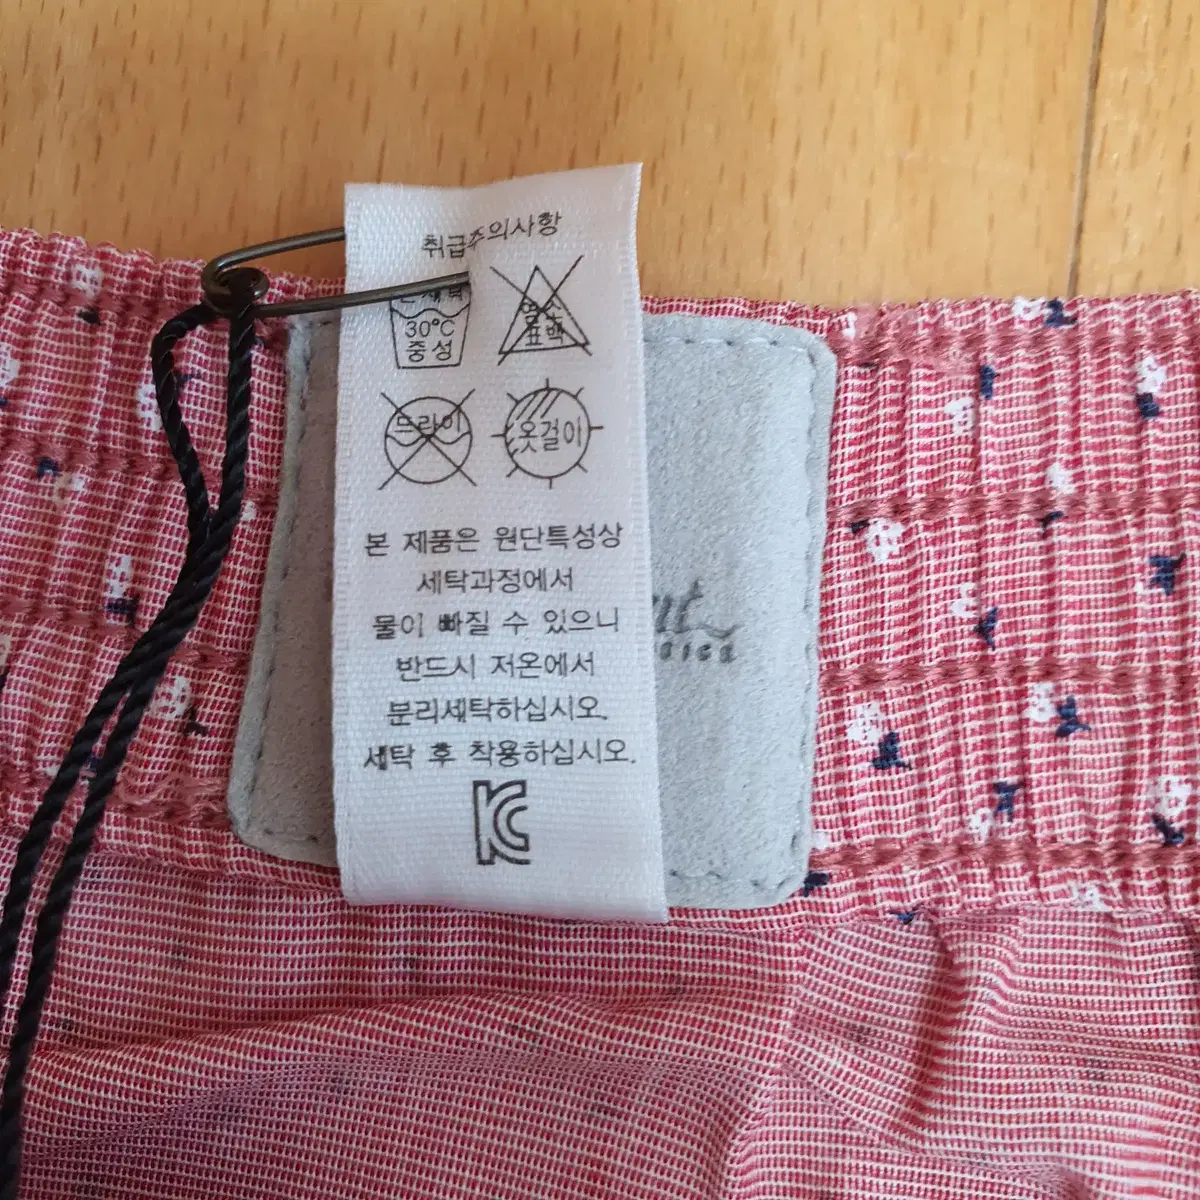 취급주의사항
손세탁
30°C
중성
염소
표백
드라이
옷걸이
본 제품은 원단특성상
세탁과정에서
물이 빠질 수 있으니
반드시 저온에서
분리세탁하십시오.
세탁 후 착용하십시오.
KC